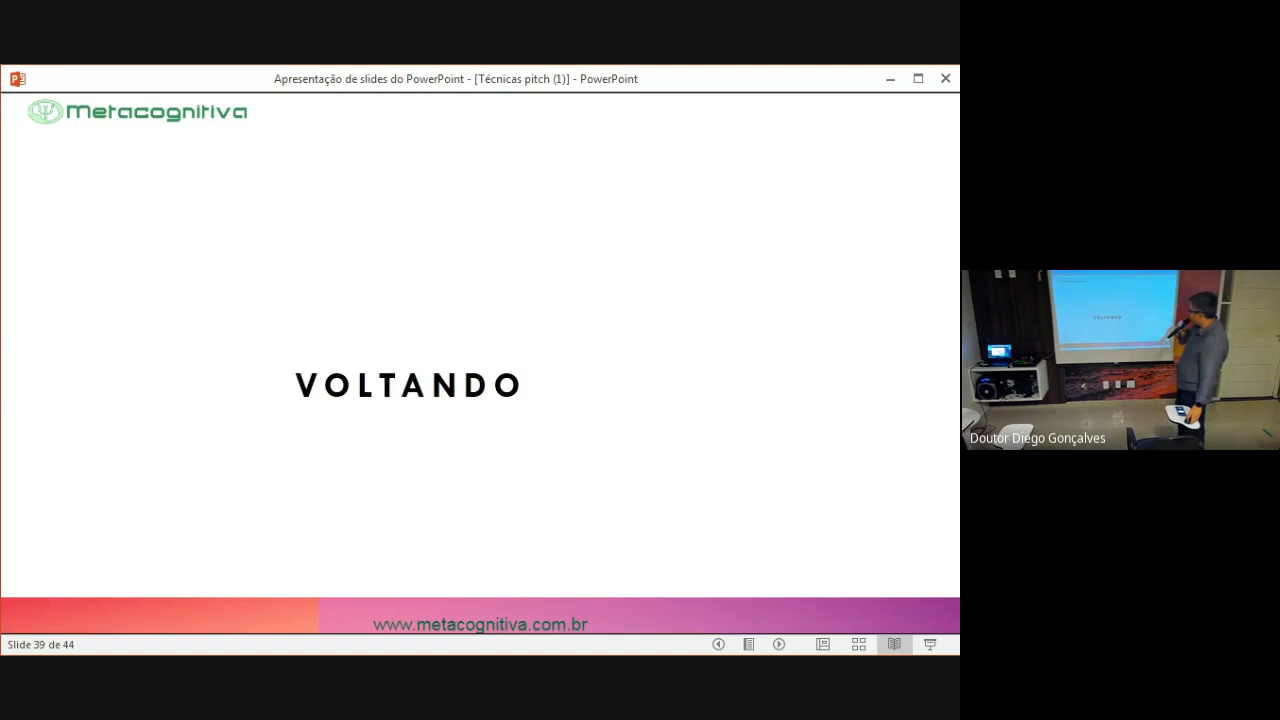 Apresentação de slides do PowerPoint - [Técnicas pitch (1)] - PowerPoint
Metacognitiva
VOLTANDO
www.metacognitiva.com.br
Slide 39 de 44
VOLTANDO
Doutor Diego Gonçalves